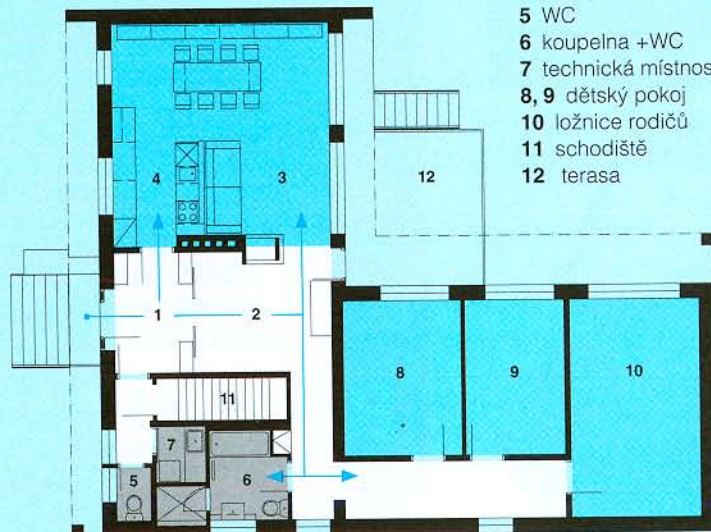 5 WC
6 koupelna +WC
7 technická místnos
8, 9 dětský pokoj
10 ložnice rodičů
11 schodiště
12 terasa
4
3
12
1
2
8
9
10
11
7
6
5